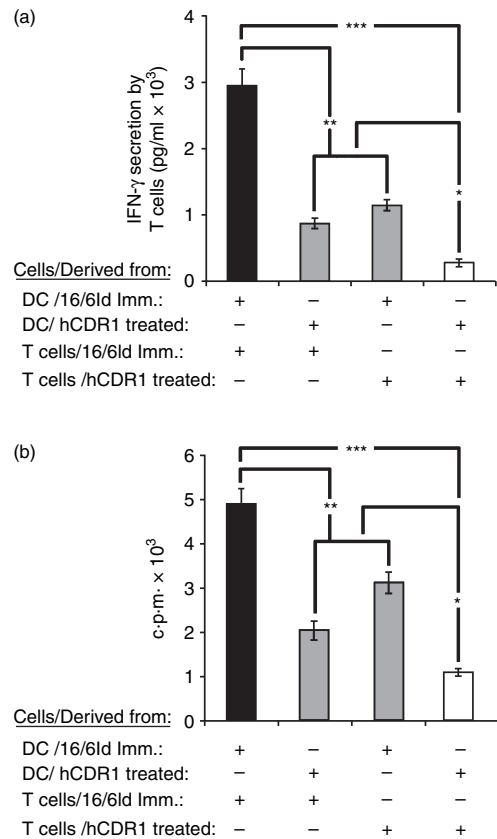 (a)
***
IFN-γ secretion by
T cells (pg/ml × 10³)
4
3
2
1
0
**
*
Cells/Derived from:
DC /16/6Id Imm.: + – + –
DC/ hCDR1 treated: – + – +
T cells/16/6Id Imm.: + + – –
T cells /hCDR1 treated: – – + +
(b)
***
c·p·m· × 10³
6
5
4
3
2
1
0
**
*
Cells/Derived from:
DC /16/6Id Imm.: + – + –
DC/ hCDR1 treated: – + – +
T cells/16/6Id Imm.: + + – –
T cells /hCDR1 treated: – – + +